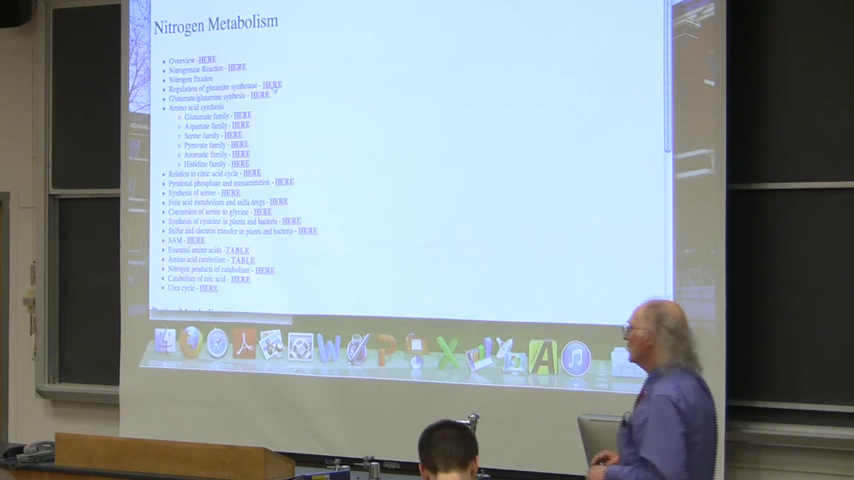 Nitrogen Metabolism
Overview -HERE
Nitrogenase Reaction - HERE
Nitrogen fixation
Regulation of glutamine synthetase - HERE
Glutamate/glutamine synthesis - HERE
Amino acid synthesis
Glutamate family - HERE
Aspartate family - HERE
Serine family - HERE
Pyruvate family - HERE
Aromatic family - HERE
Histidine family - HERE
Relation to citric acid cycle - HERE
Pyridoxal phosphate and transamination - HERE
Synthesis of serine - HERE
Folic acid metabolism and sulfa drugs - HERE
Conversion of serine to glycine - HERE
Synthesis of cysteine in plants and bacteria - HERE
Sulfur and electron transfer in plants and bacteria - HERE
SAM - HERE
Essential amino acids -TABLE
Amino acid catabolism - TABLE
Nitrogen products of catabolism - HERE
Catabolism of uric acid - HERE
Urea cycle - HERE